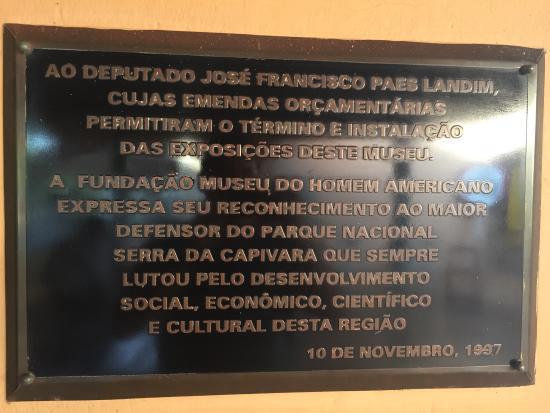 AO DEPUTADO JOSÉ FRANCISCO PAES LANDIM,
CUJAS EMENDAS ORÇAMENTÁRIAS
PERMITIRAM O TÉRMINO E INSTALAÇÃO
DAS EXPOSIÇÕES DESTE MUSEU.
A FUNDAÇÃO MUSEU DO HOMEM AMERICANO
EXPRESSA SEU RECONHECIMENTO AO MAIOR
DEFENSOR DO PARQUE NACIONAL
SERRA DA CAPIVARA QUE SEMPRE
LUTOU PELO DESENVOLVIMENTO
SOCIAL, ECONÔMICO, CIENTÍFICO
E CULTURAL DESTA REGIÃO
10 DE NOVEMBRO, 1997